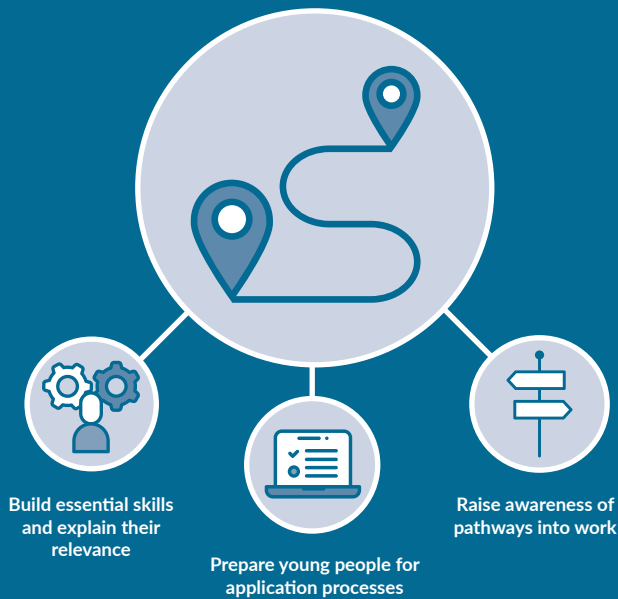 Build essential skills
and explain their
relevance
Prepare young people for
application processes
Raise awareness of
pathways into work